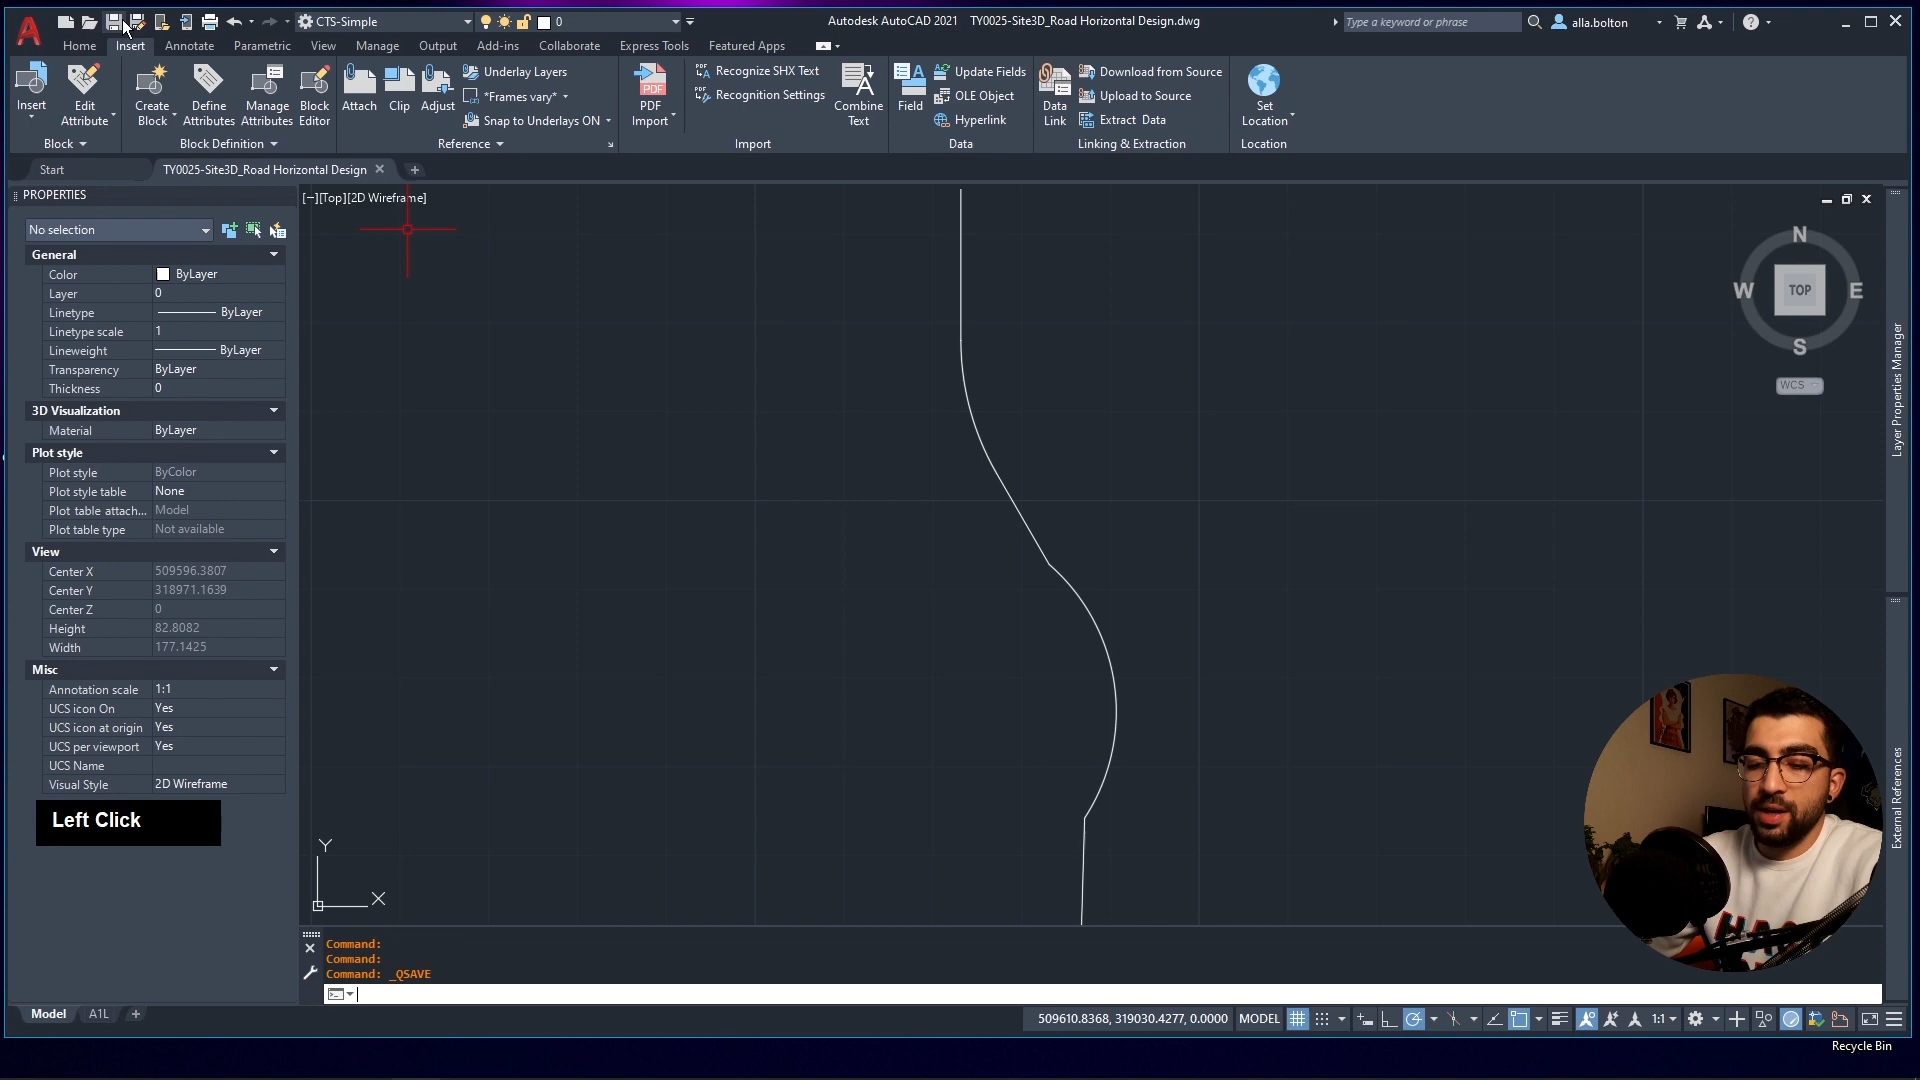 CTS-Simple
0
Autodesk AutoCAD 2021 TY0025-Site3D_Road Horizontal Design.dwg
Type a keyword or phrase
alla.bolton
Home Insert Annotate Parametric View Manage Output Add-ins Collaborate Express Tools Featured Apps
Insert
Edit
Attribute
Block
Create
Block
Define
Attributes
Manage
Attributes
Block
Editor
Block Definition
Attach
Clip
Adjust
Underlay Layers
*Frames vary*
Snap to Underlays ON
Reference
PDF
PDF
Import
Recognize SHX Text
Recognition Settings
Combine
Text
Import
Field
Update Fields
OLE Object
Hyperlink
Data
Data
Link
Download from Source
Upload to Source
Extract Data
Linking & Extraction
Set
Location
Location
Start
TY0025-Site3D_Road Horizontal Design
PROPERTIES
No selection
General
Color ByLayer
Layer 0
Linetype ByLayer
Linetype scale 1
Lineweight ByLayer
Transparency ByLayer
Thickness 0
3D Visualization
Material ByLayer
Plot style
Plot style ByColor
Plot style table None
Plot table attach... Model
Plot table type Not available
View
Center X 509596.3807
Center Y 318971.1639
Center Z 0
Height 82.8082
Width 177.1425
Misc
Annotation scale 1:1
UCS icon On Yes
UCS icon at origin Yes
UCS per viewport Yes
UCS Name
Visual Style 2D Wireframe
Left Click
[−][Top][2D Wireframe]
N
W TOP E
S
WCS
Layer Properties Manager
External References
Y
X
Command:
Command:
Command: _QSAVE
Model A1L
509610.8368, 319030.4277, 0.0000 MODEL 1:1
Recycle Bin